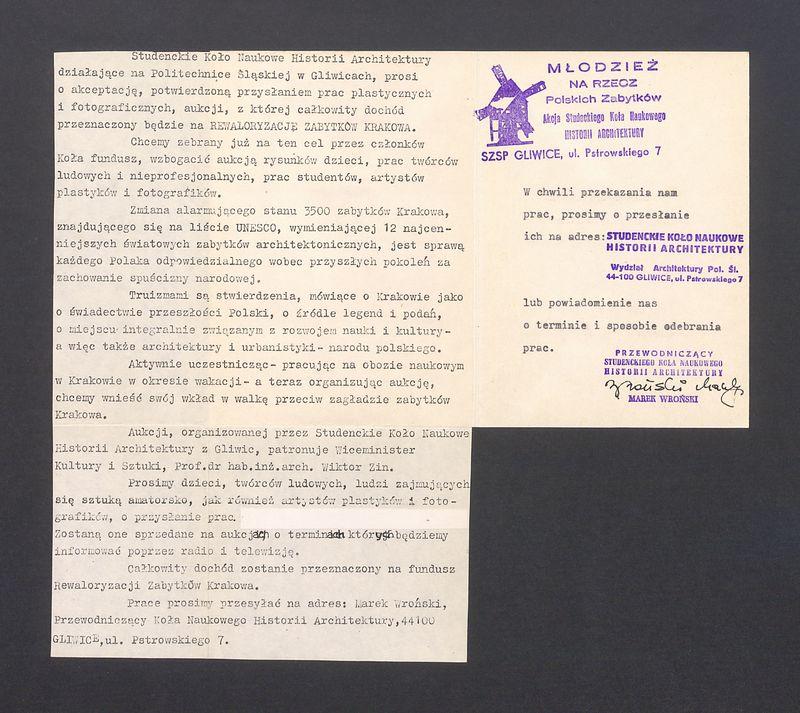 Studenckie Koło Naukowe Historii Architektury
działające na Politechnice Śląskiej w Gliwicach, prosi
o akceptację, potwierdzoną przysłaniem prac plastycznych
i fotograficznych, aukcji, z której całkowity dochód
przeznaczony będzie na REWALORYZACJĘ ZABYTKÓW KRAKOWA.
Chcemy zebrany już na ten cel przez członków
Koła fundusz, wzbogacić aukcją rysunków dzieci, prac twórców
ludowych i nieprofesjonalnych, prac studentów, artystów
plastyków i fotografików.
Zmiana alarmującego stanu 3500 zabytków Krakowa,
znajdującego się na liście UNESCO, wymieniającej 12 najcen-
niejszych światowych zabytków architektonicznych, jest sprawą
każdego Polaka odpowiedzialnego wobec przyszłych pokoleń za
zachowanie spuścizny narodowej.
Truizmami są stwierdzenia, mówiące o Krakowie jako
o świadectwie przeszłości Polski, o źródle legend i podań,
o miejscu integralnie związanym z rozwojem nauki i kultury-
a więc także architektury i urbanistyki- narodu polskiego.
Aktywnie uczestnicząc- pracując na obozie naukowym
w Krakowie w okresie wakacji- a teraz organizując aukcję,
chcemy wnieść swój wkład w walkę przeciw zagładzie zabytków
Krakowa.
Aukcji, organizowanej przez Studenckie Koło Naukowe
Historii Architektury z Gliwic, patronuje Wiceminister
Kultury i Sztuki, Prof.dr hab.inż.arch. Wiktor Zin.
Prosimy dzieci, twórców ludowych, ludzi zajmujących
się sztuką amatorsko, jak również artystów plastyków i foto-
grafików, o przysłanie prac.
Zostaną one sprzedane na aukcjach o terminach których będziemy
informować poprzez radio i telewizję.
Całkowity dochód zostanie przeznaczony na fundusz
Rewaloryzacji Zabytków Krakowa.
Prace prosimy przesyłać na adres: Marek Wroński,
Przewodniczący Koła Naukowego Historii Architektury,44100
GLIWICE,ul. Pstrowskiego 7.
MŁODZIEŻ
NA RZECZ
Polskich Zabytków
Akcja Studenckiego Koła Naukowego
HISTORII ARCHITEKTURY
SZSP GLIWICE, ul. Pstrowskiego 7
W chwili przekazania nam
prac, prosimy o przesłanie
ich na adres: STUDENCKIE KOŁO NAUKOWE
HISTORII ARCHITEKTURY
Wydział Architektury Pol. Śl.
44-100 GLIWICE, ul. Pstrowskiego 7
lub powiadomienie nas
o terminie i sposobie odebrania
prac.
PRZEWODNICZĄCY
STUDENCKIEGO KOŁA NAUKOWEGO
HISTORII ARCHITEKTURY
Wroński Marek
MAREK WROŃSKI